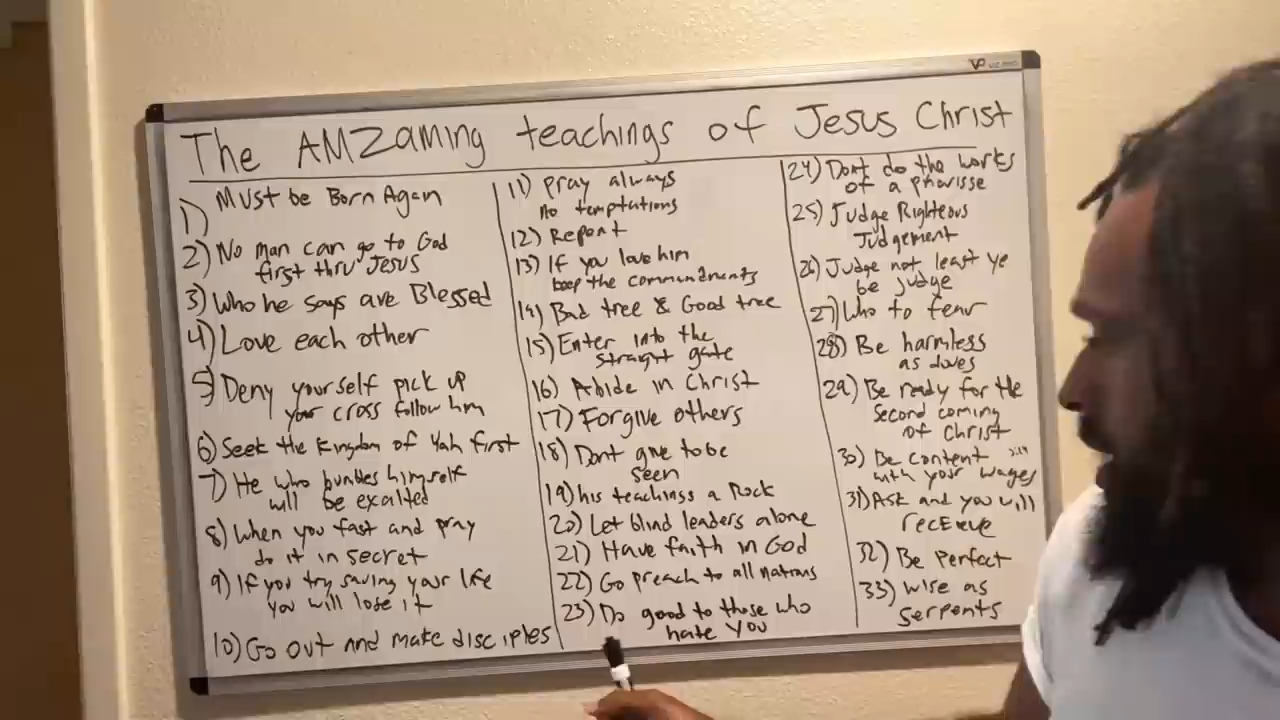 The AMZaming teachings of Jesus Christ
1) Must be Born Again
2) No man can go to God
first thru Jesus
3) Who he says are Blessed
4) Love each other
5) Deny yourself pick up
your cross follow him
6) Seek the Kingdom of Yah first
7) He who humbles himself
will be exalted
8) When you fast and pray
do it in secret
9) If you try saving your life
you will lose it
10) Go out and make disciples
11) pray always
no temptations
12) Repent
13) If you love him
keep the commandments
14) Bad tree & Good tree
15) Enter into the
straight gate
16) Abide in Christ
17) Forgive others
18) Dont give to be
seen
19) his teachings a Rock
20) Let blind leaders alone
21) Have faith in God
22) Go preach to all nations
23) Do good to those who
hate you
24) Dont do the works
of a pharisse
25) Judge Righteous
Judgement
26) Judge not least ye
be judge
27) Who to fear
28) Be harmless
as doves
29) Be ready for the
second coming
of Christ
30) Be content
with your wages
31) Ask and you will
recEieve
32) Be Perfect
33) wise as
serpents